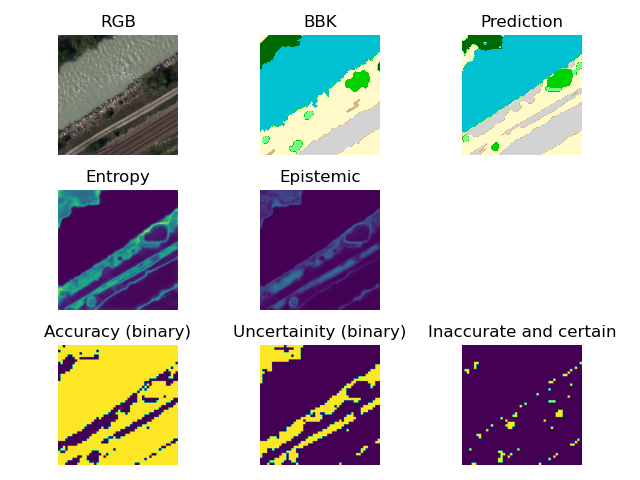 RGB
BBK
Prediction
Entropy
Epistemic
Accuracy (binary)
Uncertainity (binary)
Inaccurate and certain